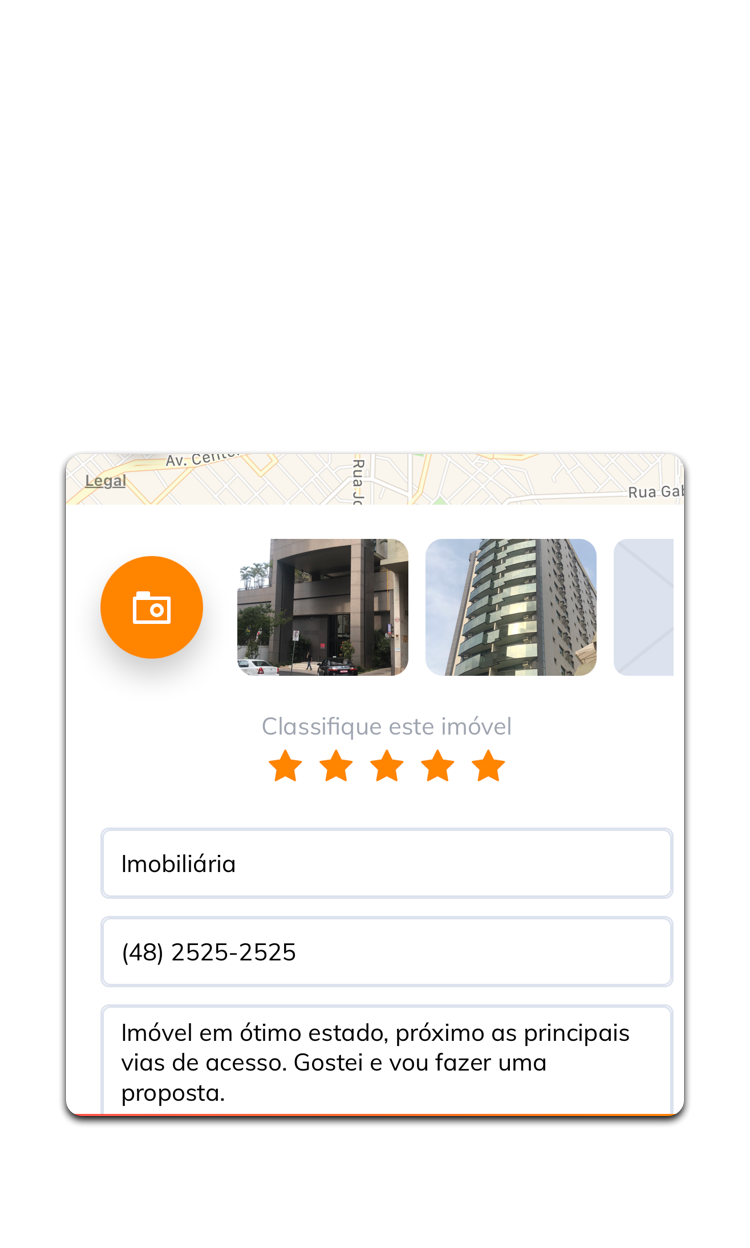 Av. Cente
Legal
Rua Jo
Rua Gab
Classifique este imóvel
Imobiliária
(48) 2525-2525
Imóvel em ótimo estado, próximo as principais
vias de acesso. Gostei e vou fazer uma
proposta.